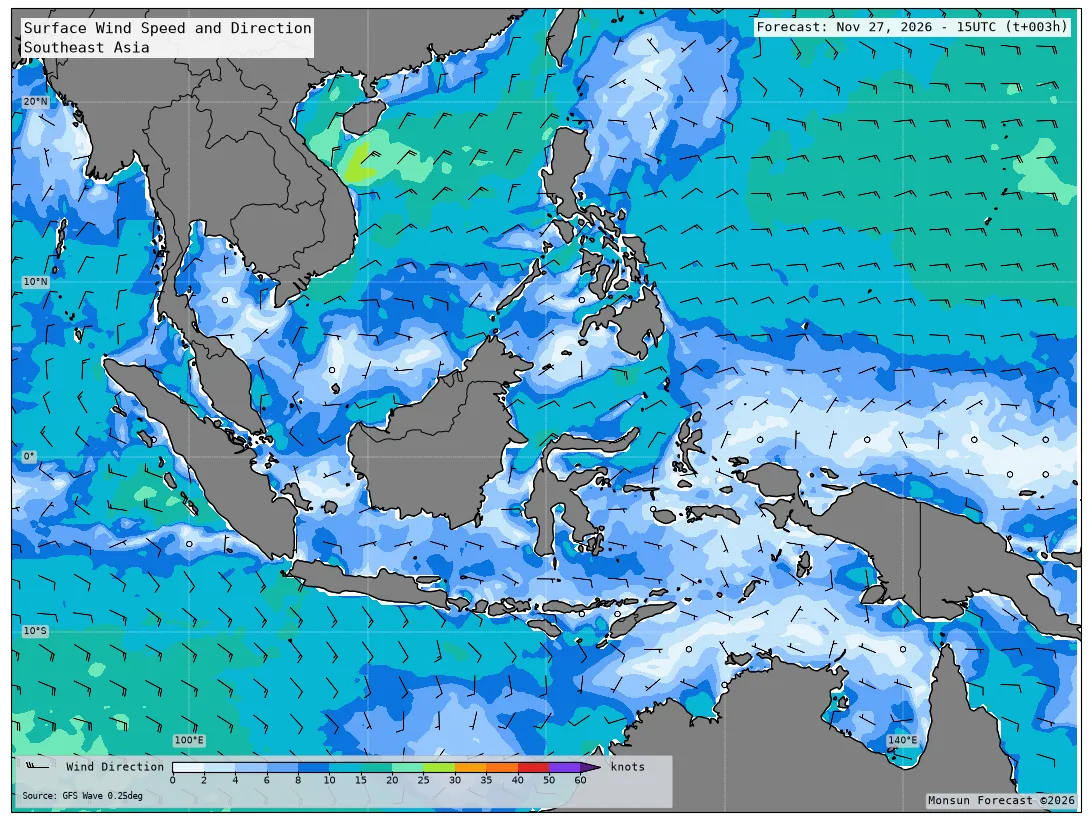 Surface Wind Speed and Direction
Southeast Asia
Forecast: Nov 27, 2026 - 15UTC (t+003h)
20°N
10°N
0°
10°S
100°E
140°E
Wind Direction
0 2 4 6 8 10 15 20 25 30 35 40 50 60
knots
Source: GFS Wave 0.25deg
Monsun Forecast ©2026